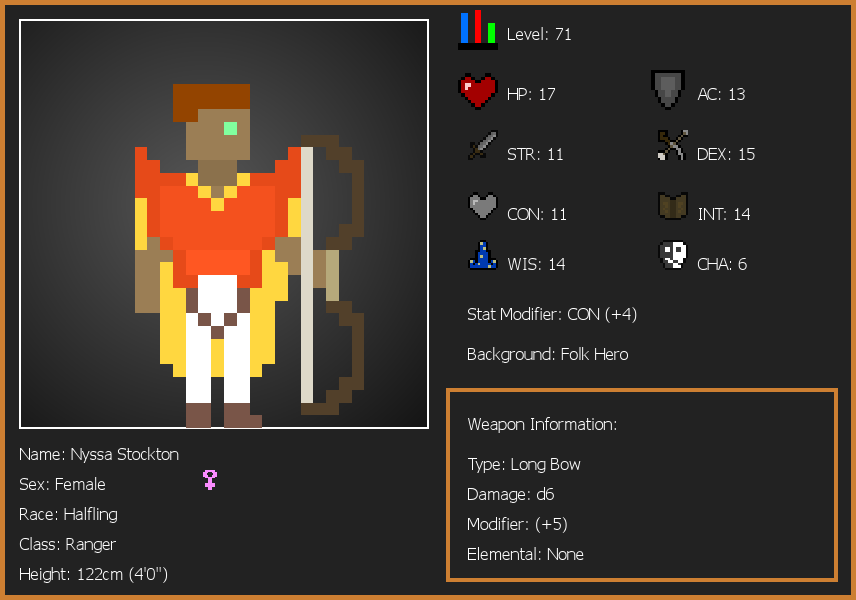 Level: 71
HP: 17
AC: 13
STR: 11
DEX: 15
CON: 11
INT: 14
WIS: 14
CHA: 6
Stat Modifier: CON (+4)
Background: Folk Hero
Weapon Information:
Type: Long Bow
Damage: d6
Modifier: (+5)
Elemental: None
Name: Nyssa Stockton
Sex: Female
Race: Halfling
Class: Ranger
Height: 122cm (4'0")